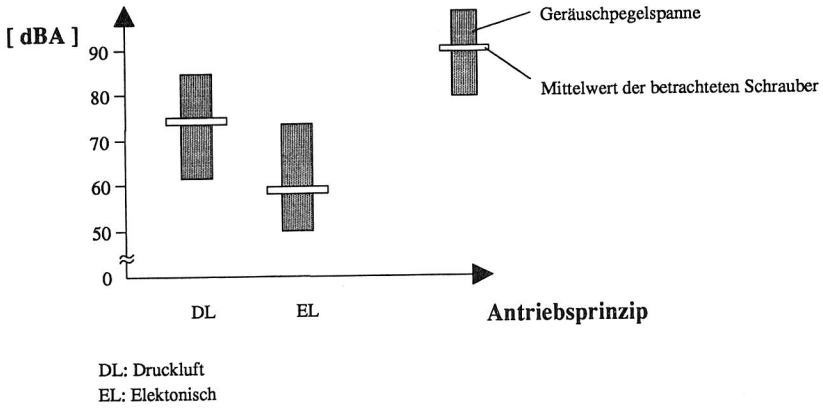 Geräuschpegelspanne
[ dBA ]
90
Mittelwert der betrachteten Schrauber
80
70
60
50
0
DL
EL
Antriebsprinzip
DL: Druckluft
EL: Elektonisch